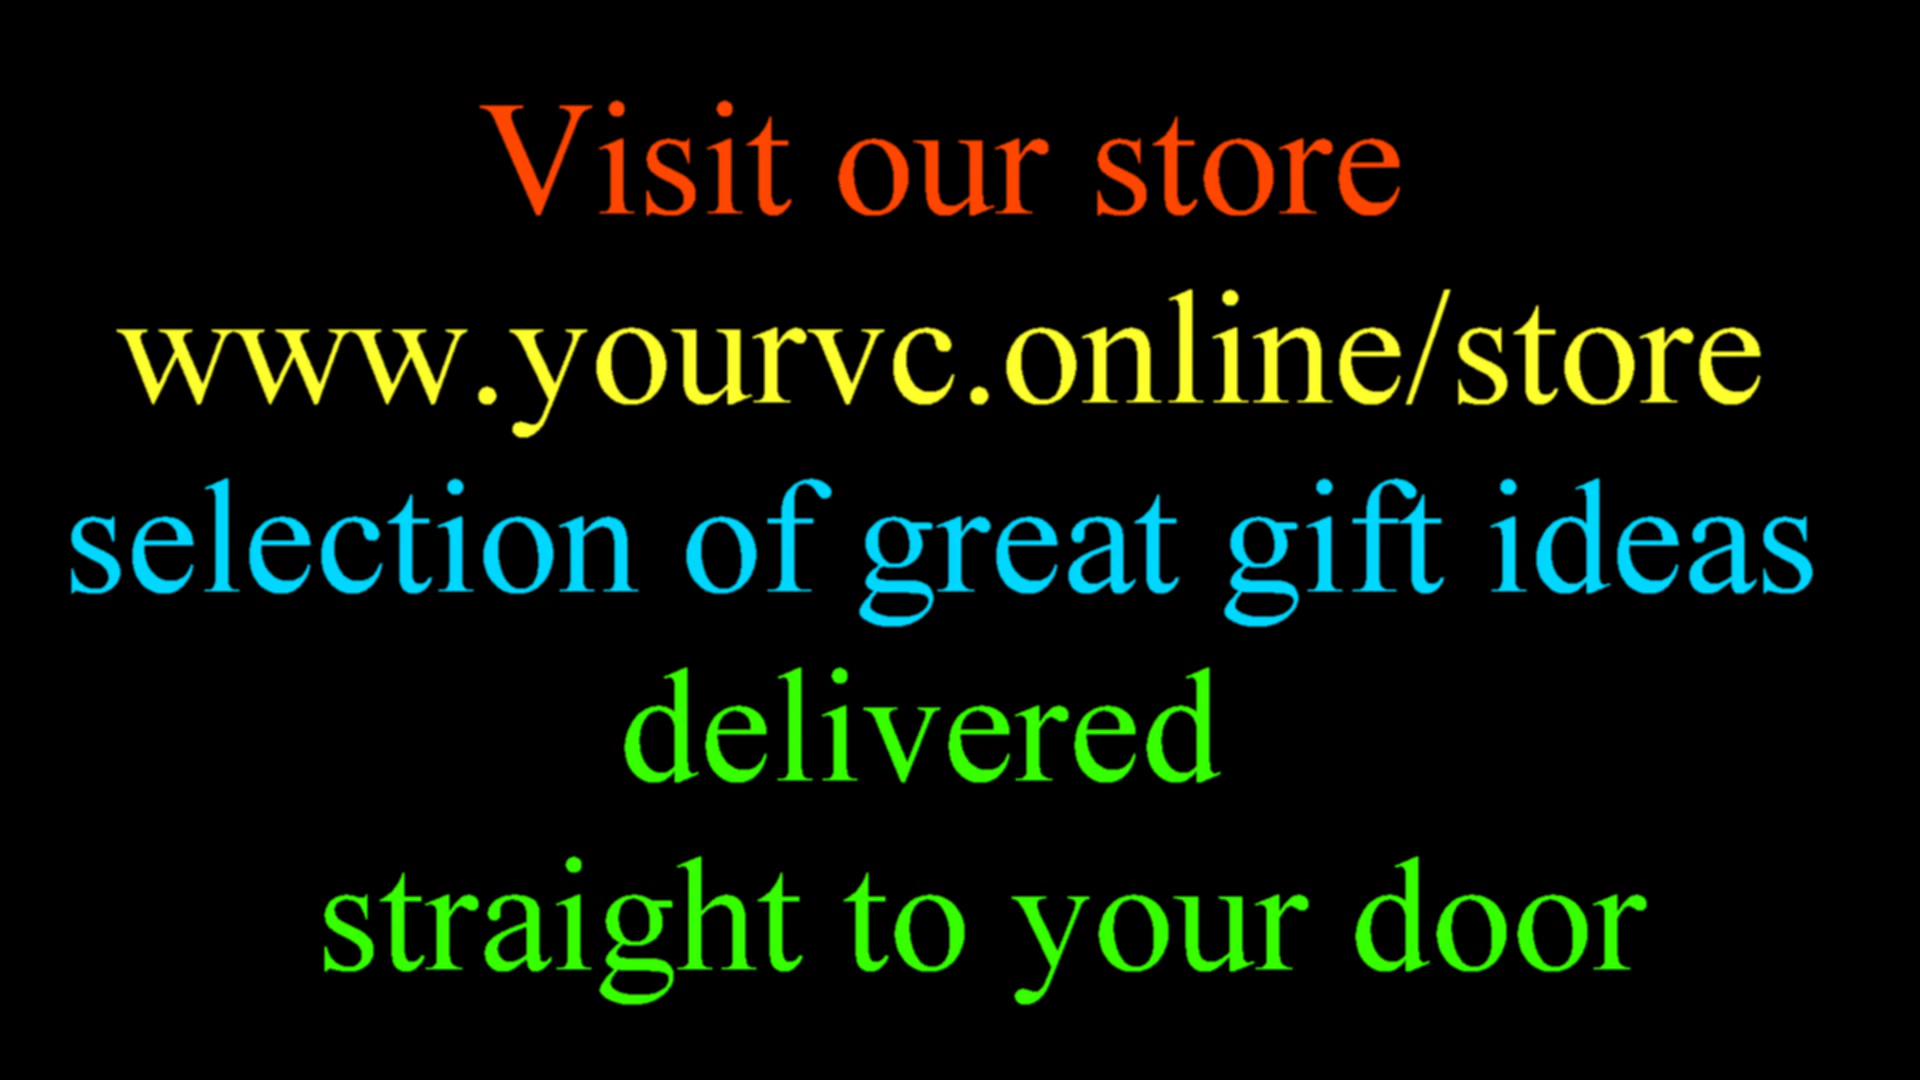 Visit our store
www.yourvc.online/store
selection of great gift ideas
delivered
straight to your door